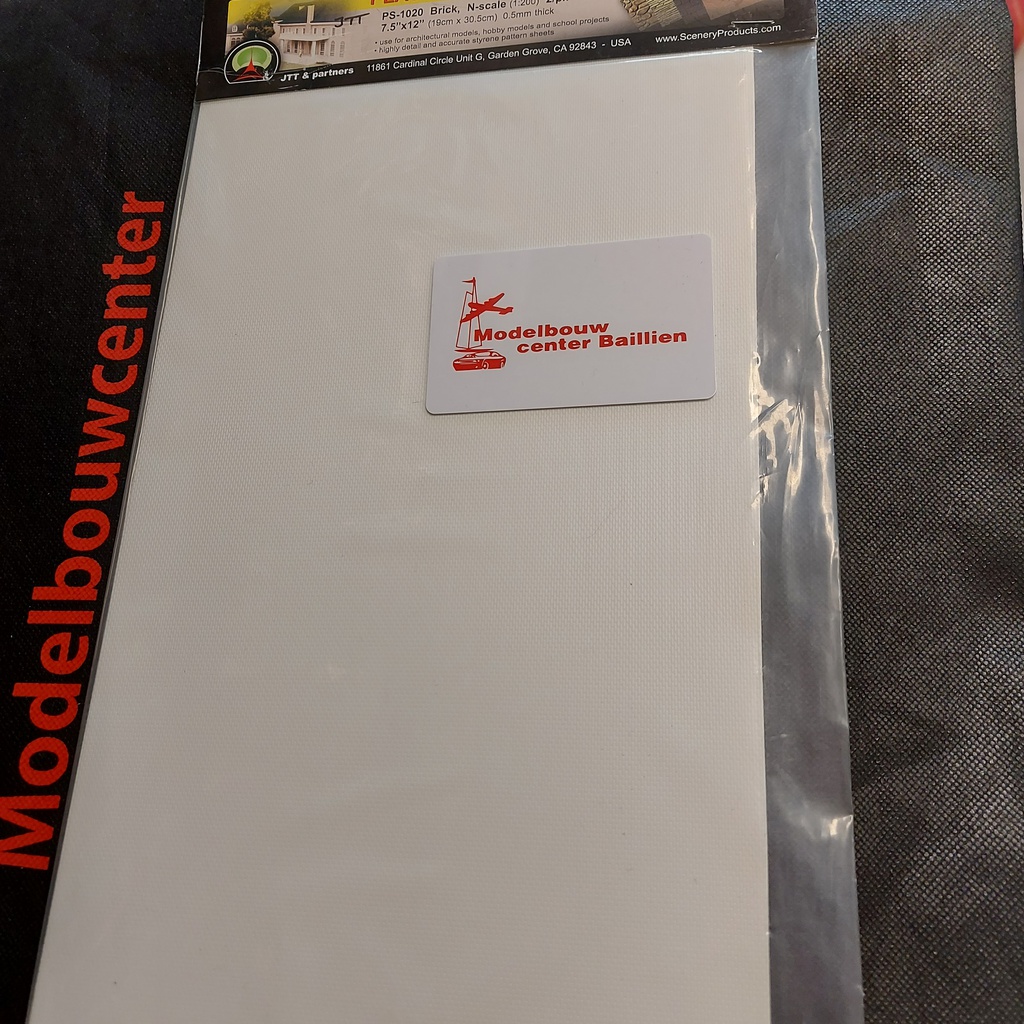 JTT
PS-1020 Brick, N-scale (1:200)
7.5"x12" (19cm x 30.5cm) 0.5mm thick
• use for architectural models, hobby models and school projects
• highly detail and accurate styrene pattern sheets
JTT & partners 11861 Cardinal Circle Unit G, Garden Grove, CA 92843 - USA www.SceneryProducts.com
Modelbouw
center Baillien
Modelbouwcenter